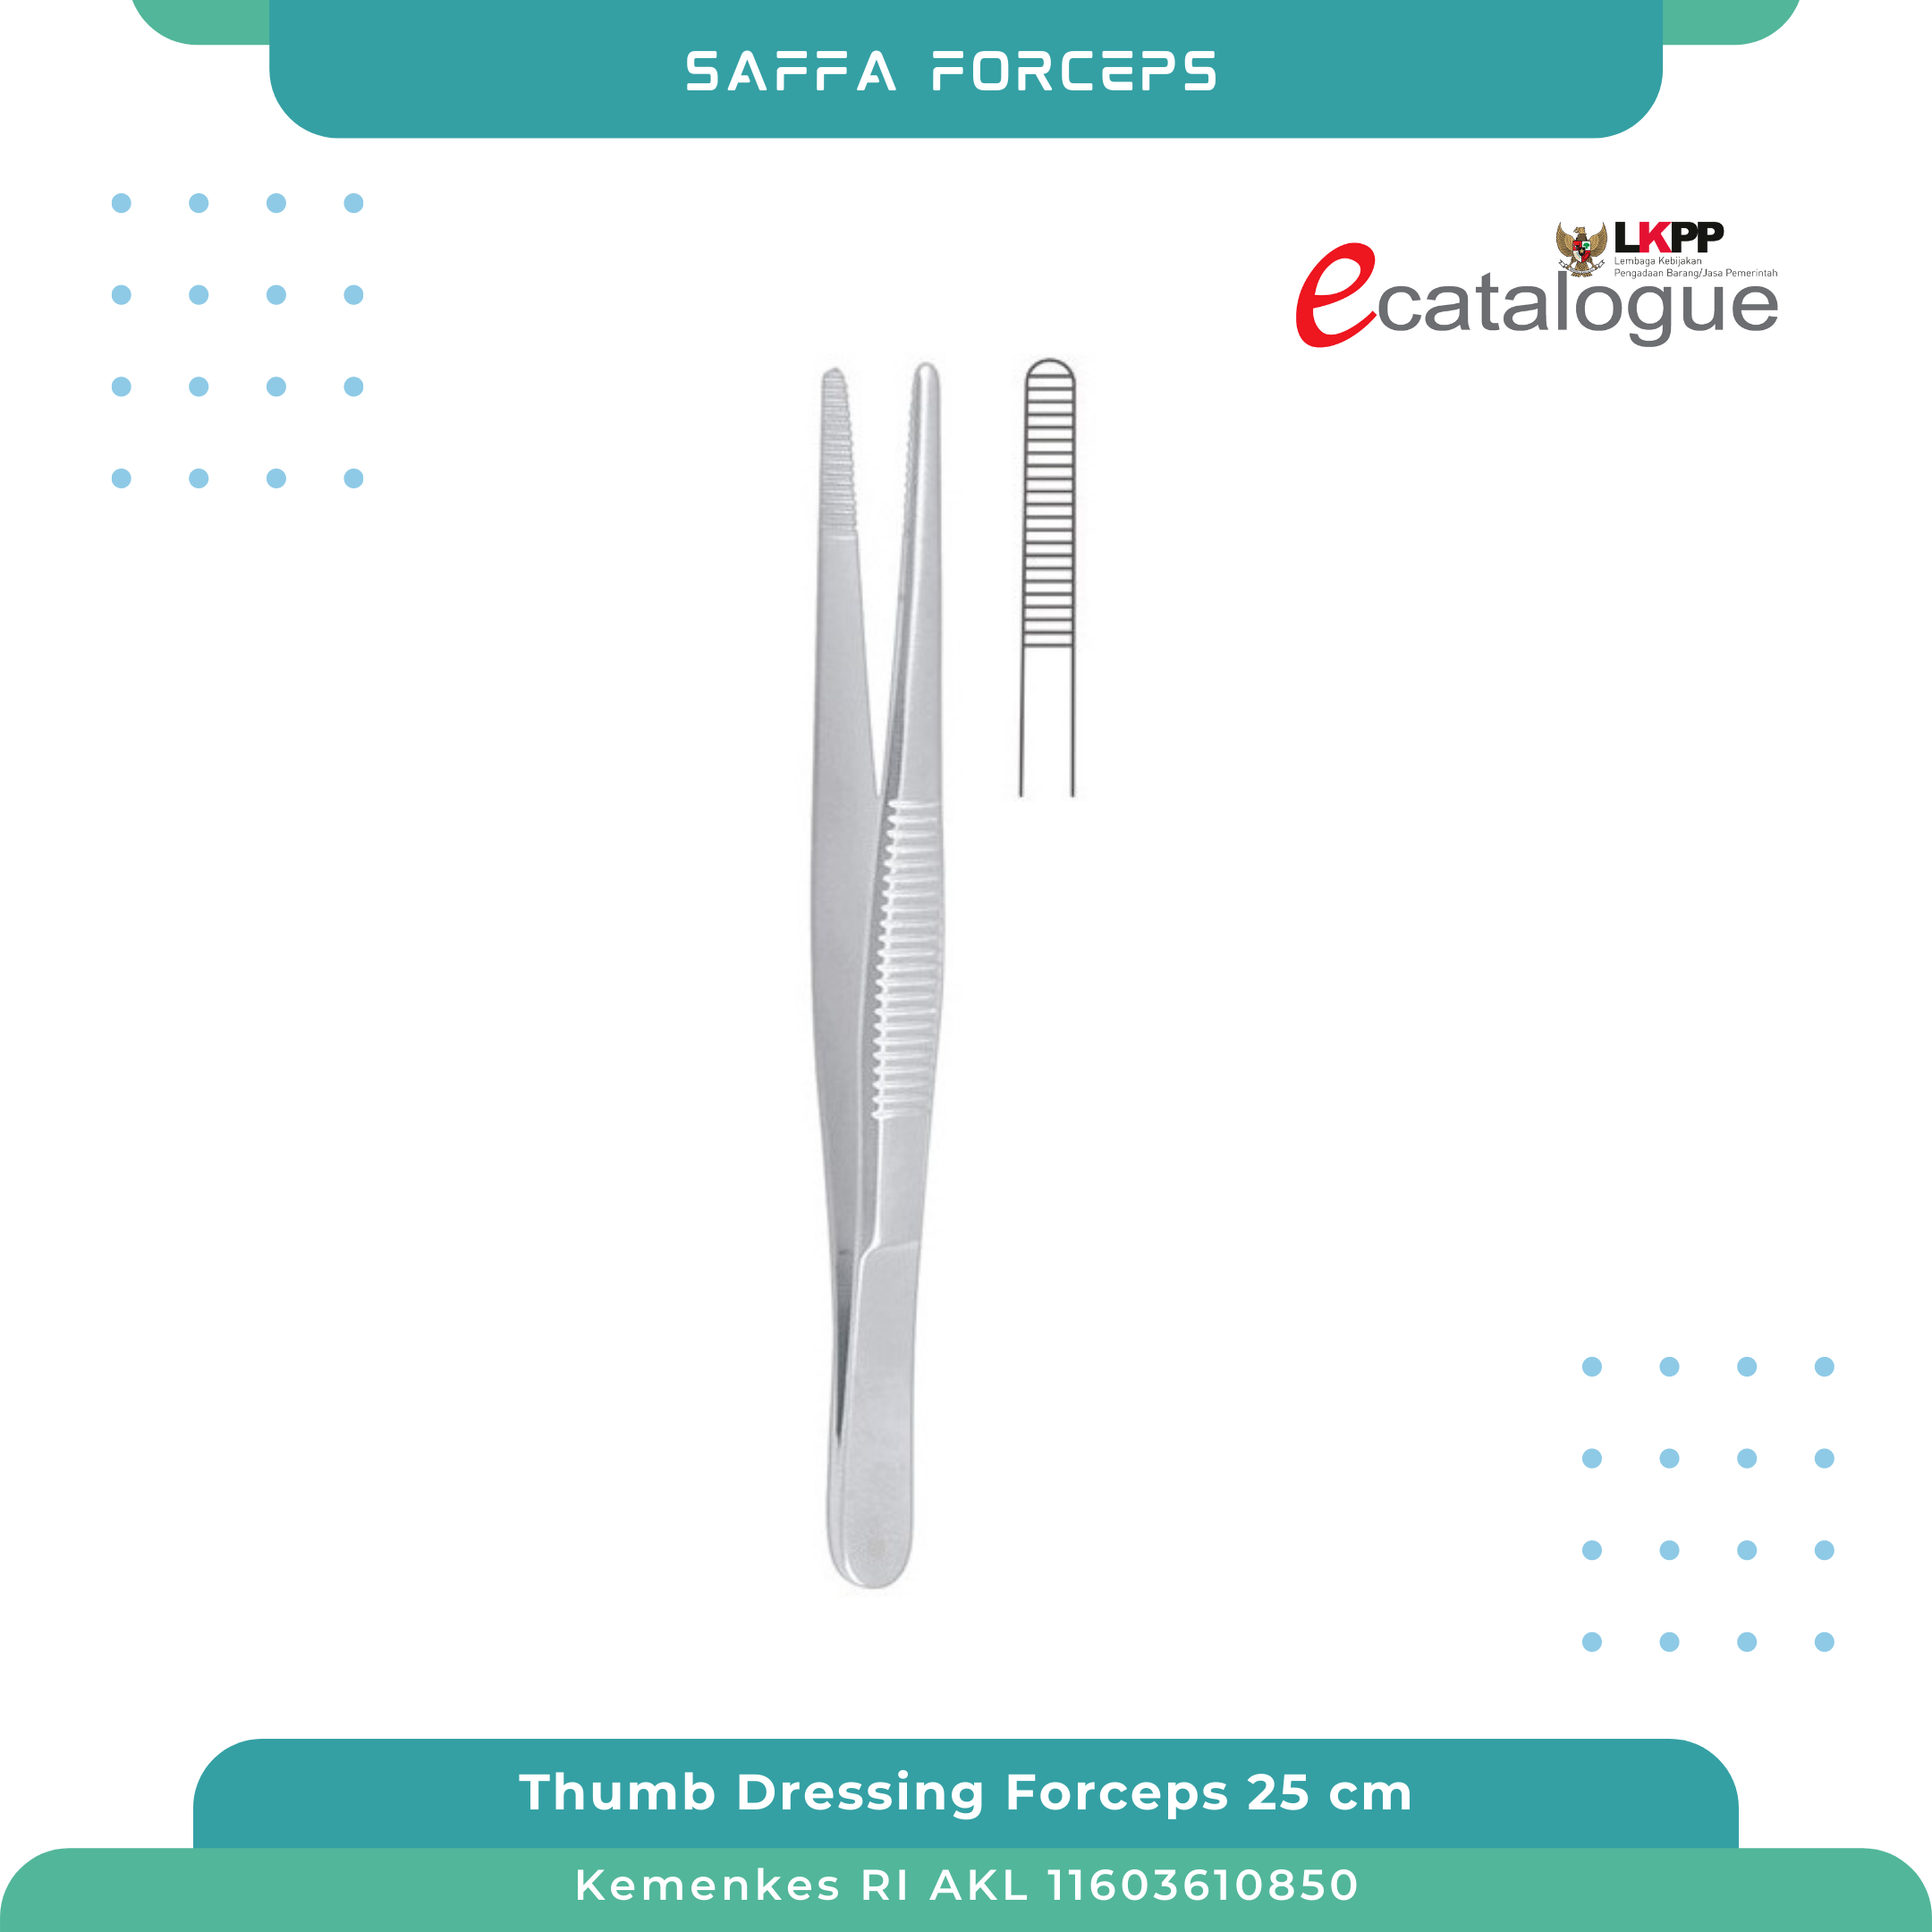 SAFFA FORCEPS
LKPP
Lembaga Kebijakan
Pengadaan Barang/Jasa Pemerintah
ecatalogue
Thumb Dressing Forceps 25 cm
Kemenkes RI AKL 11603610850